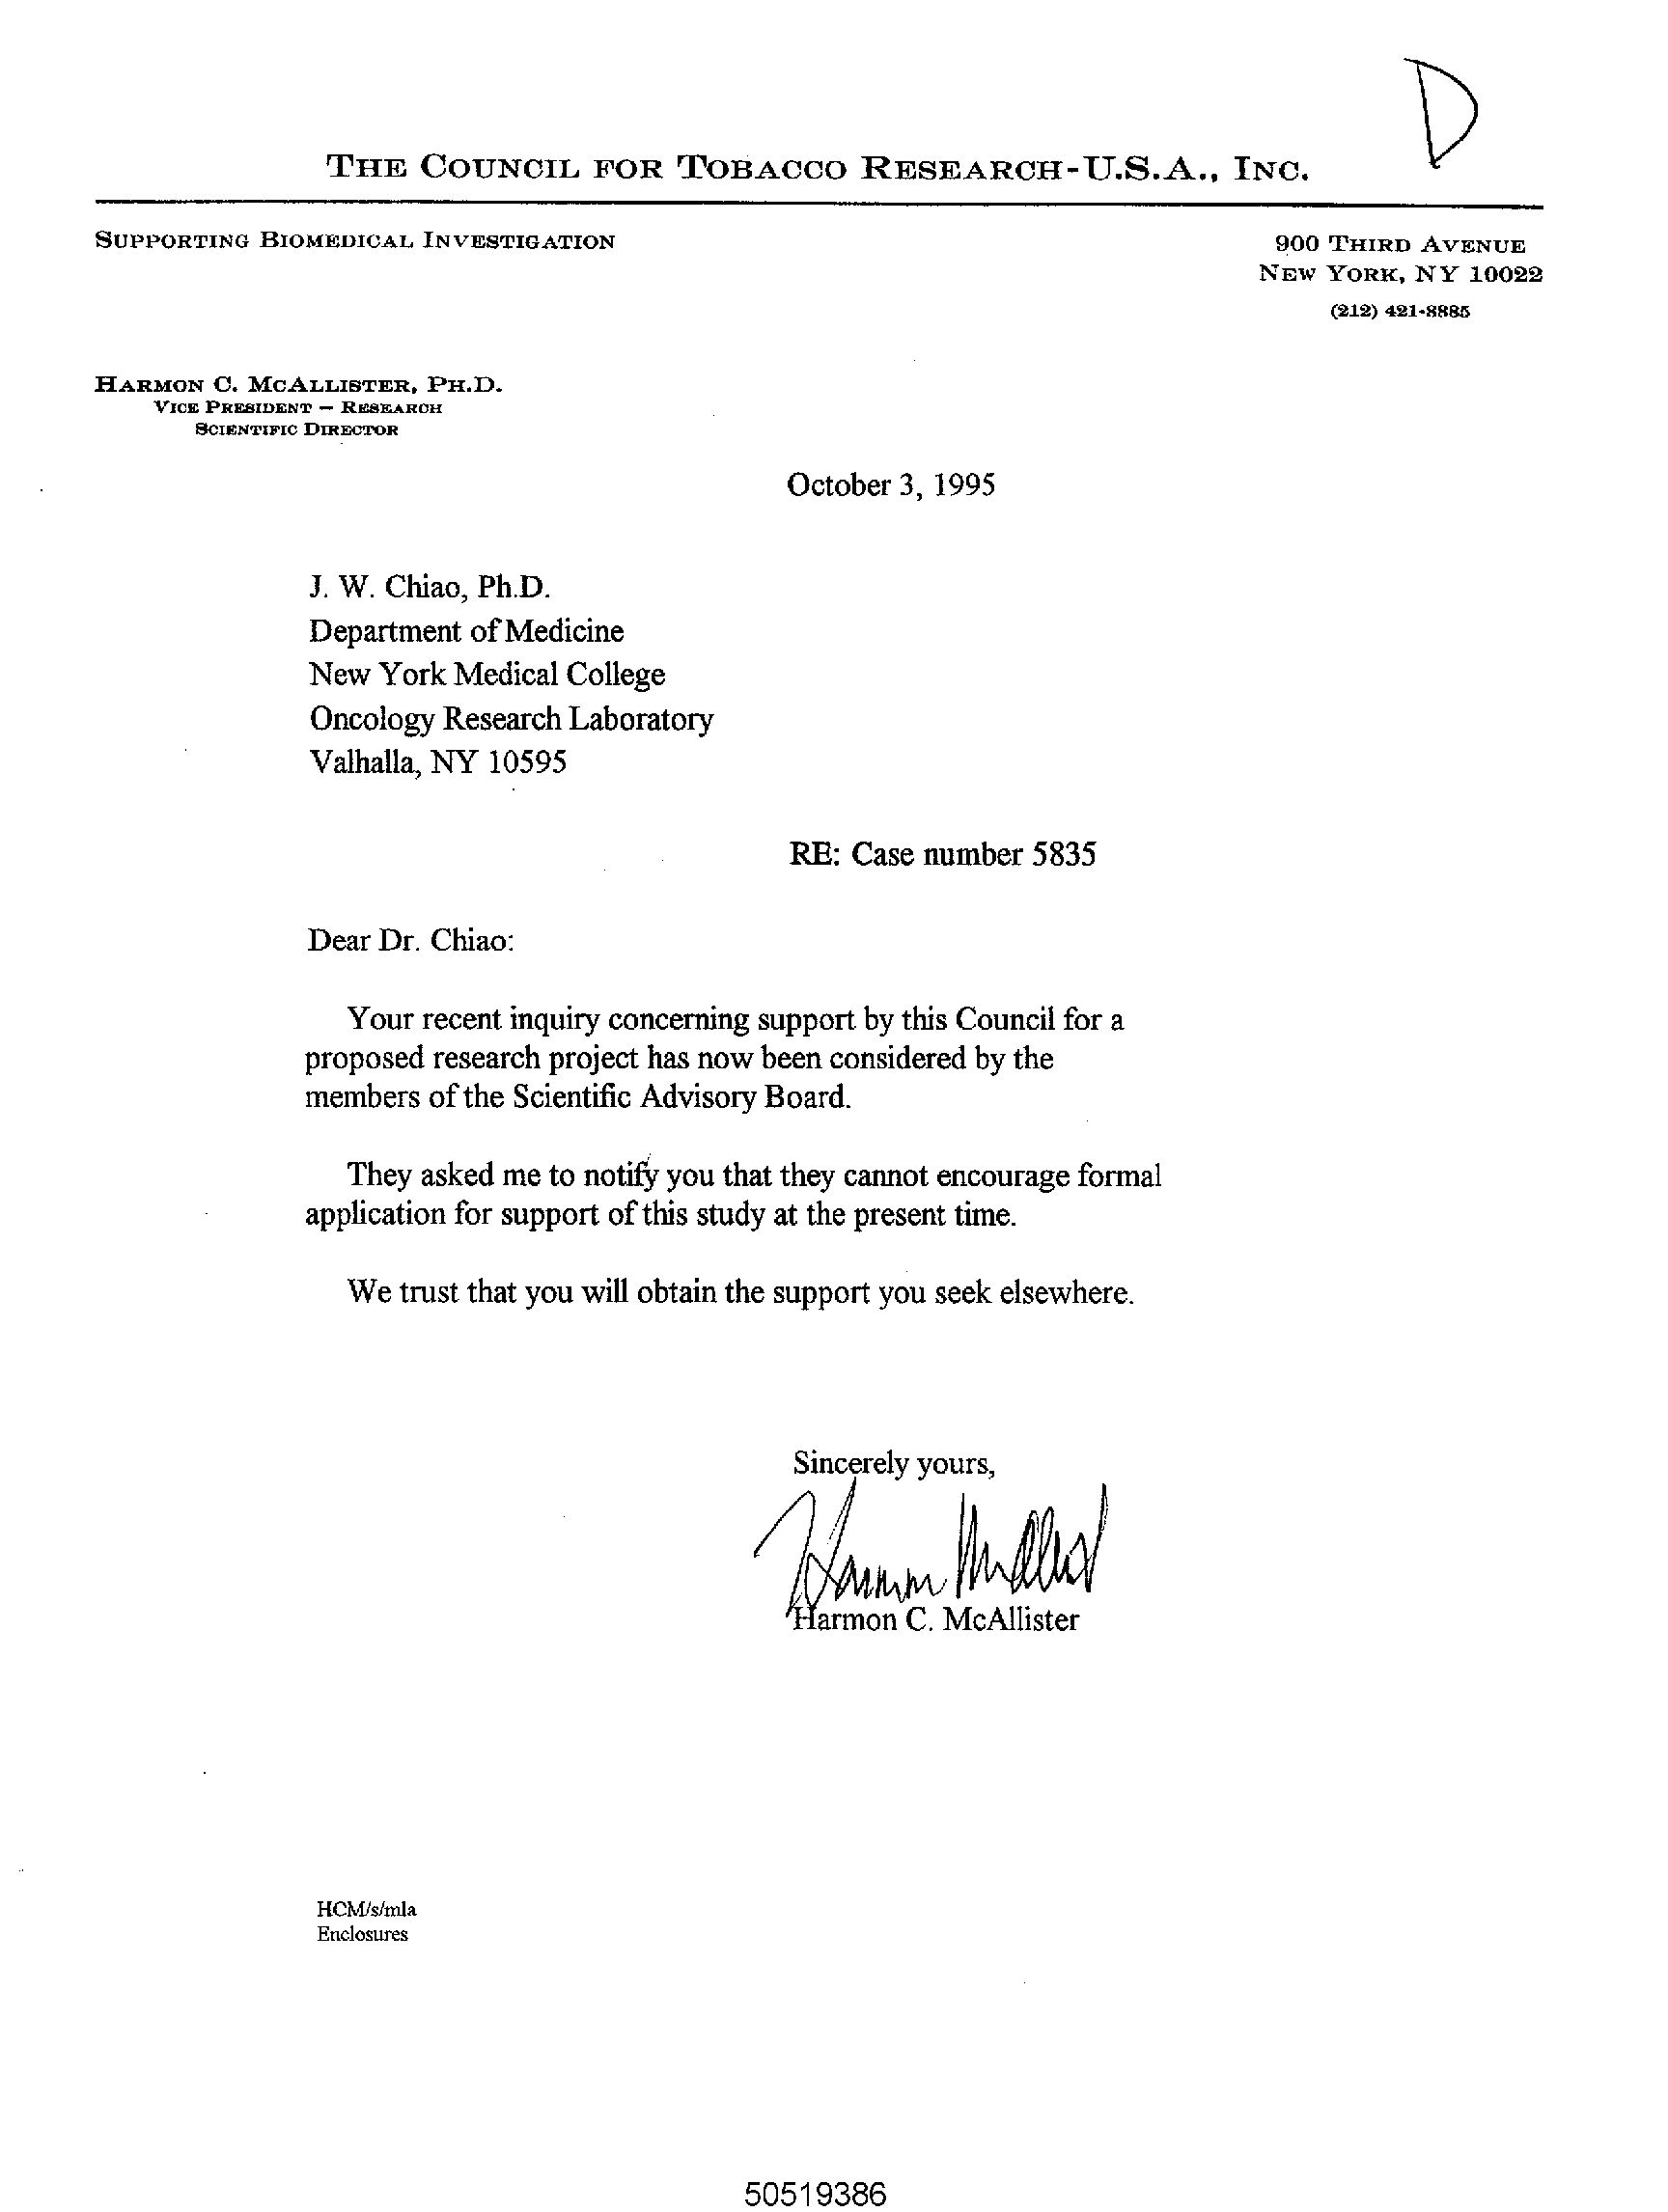 D
THE COUNCIL FOR TOBACCO RESEARCH-U.S.A., INC.
SUPPORTING BIOMEDICAL INVESTIGATION
900 THIRD AVENUE
NEW YORK, NY 10022
(212) 421-8885
HARMON C. MCALLISTER, PH.D.
VICE PRESIDENT – RESEARCH
SCIENTIFIC DIRECTOR
October 3, 1995
J. W. Chiao, Ph.D.
Department of Medicine
New York Medical College
Oncology Research Laboratory
Valhalla, NY 10595
RE: Case number 5835
Dear Dr. Chiao:
Your recent inquiry concerning support by this Council for a
proposed research project has now been considered by the
members of the Scientific Advisory Board.
They asked me to notify you that they cannot encourage formal
application for support of this study at the present time.
We trust that you will obtain the support you seek elsewhere.
Sincerely yours,
Harmon C. McAllister
HCM/s/mla
Enclosures
50519386